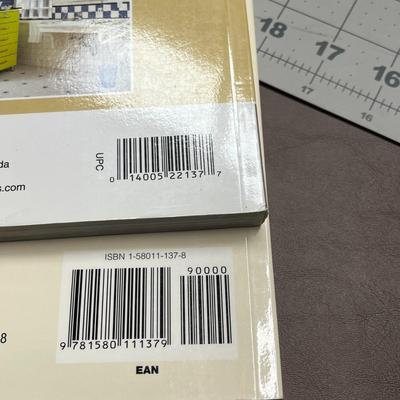 18
17
16
17
16
UPC
da
s.com
0 14005 22137 7
ISBN 1-58011-137-8
90000
8
9 781580 111379
EAN